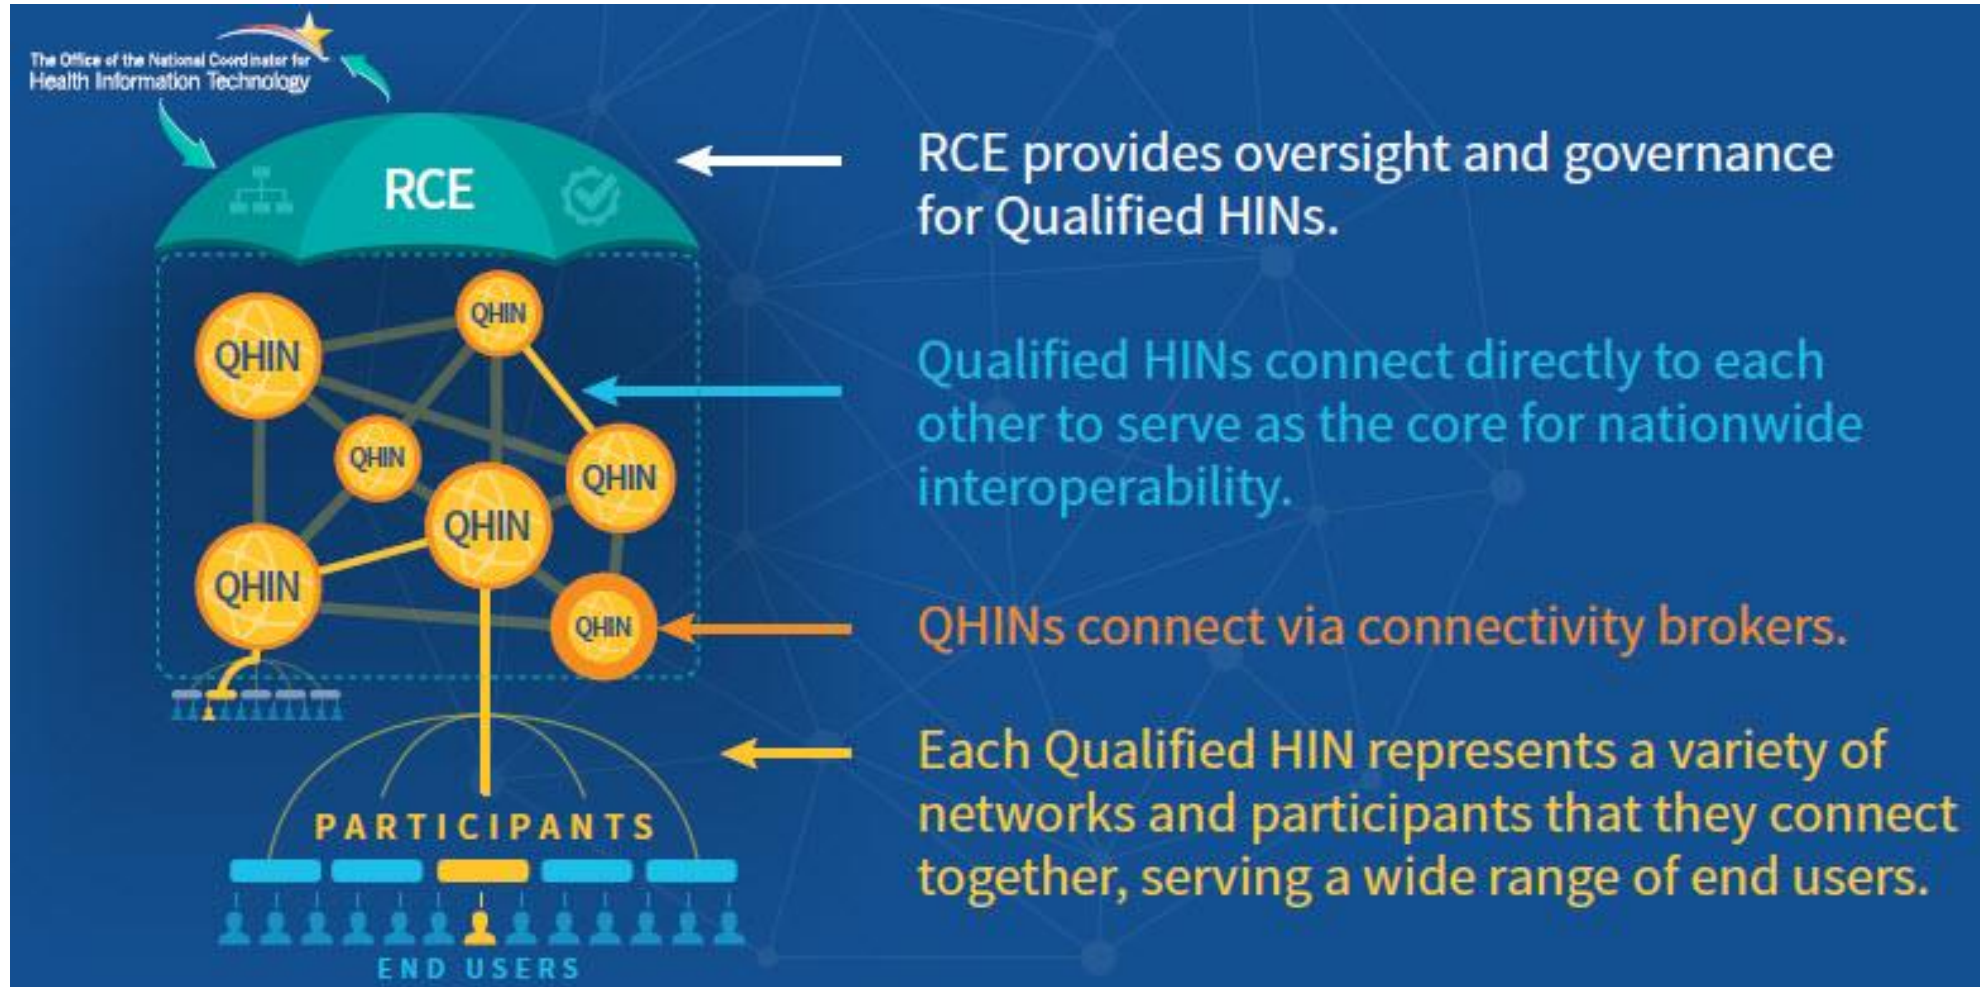 The Office of the National Coordinator for
Health Information Technology
RCE
RCE provides oversight and governance
for Qualified HINs.
QHIN
QHIN
QHIN
QHIN
QHIN
QHIN
QHIN
Qualified HINs connect directly to each
other to serve as the core for nationwide
interoperability.
QHINs connect via connectivity brokers.
Each Qualified HIN represents a variety of
networks and participants that they connect
together, serving a wide range of end users.
PARTICIPANTS
END USERS